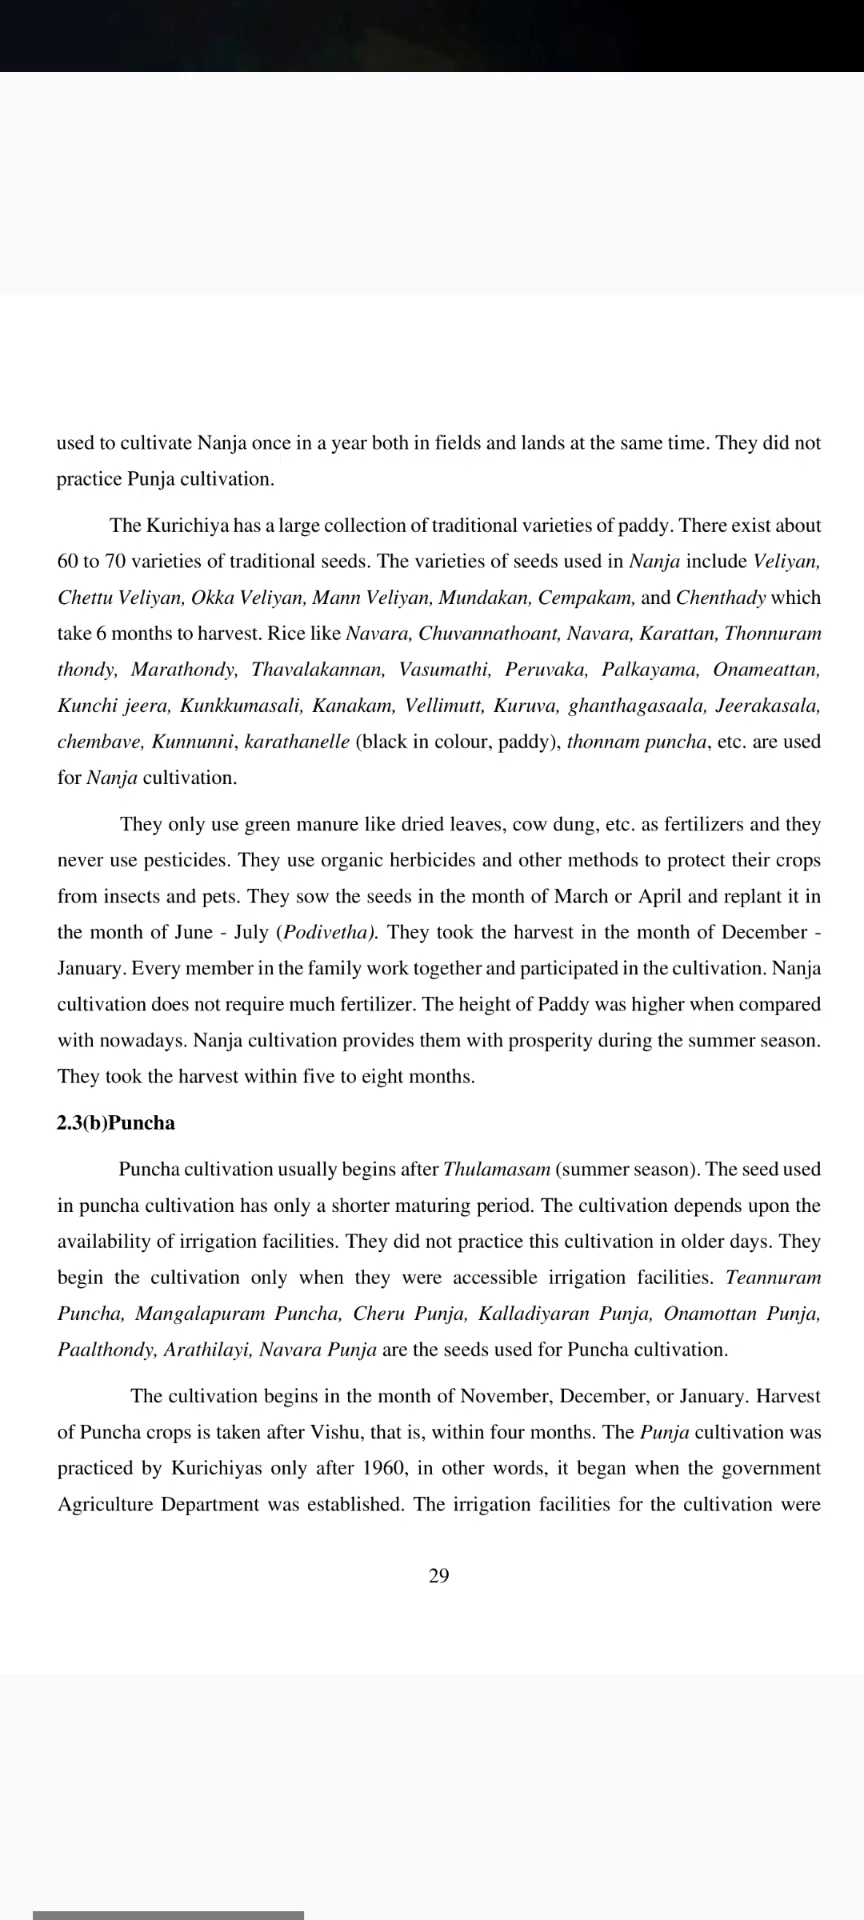 used to cultivate Nanja once in a year both in fields and lands at the same time. They did not
practice Punja cultivation.
The Kurichiya has a large collection of traditional varieties of paddy. There exist about
60 to 70 varieties of traditional seeds. The varieties of seeds used in Nanja include Veliyan,
Chettu Veliyan, Okka Veliyan, Mann Veliyan, Mundakan, Cempakam, and Chenthady which
take 6 months to harvest. Rice like Navara, Chuvannathoant, Navara, Karattan, Thonnuram
thondy, Marathondy, Thavalakannan, Vasumathi, Peruvaka, Palkayama, Onameattan,
Kunchi jeera, Kunkkumasali, Kanakam, Vellimutt, Kuruva, ghanthagasaala, Jeerakasala,
chembave, Kunnunni, karathanelle (black in colour, paddy), thonnam puncha, etc. are used
for Nanja cultivation.
They only use green manure like dried leaves, cow dung, etc. as fertilizers and they
never use pesticides. They use organic herbicides and other methods to protect their crops
from insects and pets. They sow the seeds in the month of March or April and replant it in
the month of June - July (Podivetha). They took the harvest in the month of December -
January. Every member in the family work together and participated in the cultivation. Nanja
cultivation does not require much fertilizer. The height of Paddy was higher when compared
with nowadays. Nanja cultivation provides them with prosperity during the summer season.
They took the harvest within five to eight months.
2.3(b)Puncha
Puncha cultivation usually begins after Thulamasam (summer season). The seed used
in puncha cultivation has only a shorter maturing period. The cultivation depends upon the
availability of irrigation facilities. They did not practice this cultivation in older days. They
begin the cultivation only when they were accessible irrigation facilities. Teannuram
Puncha, Mangalapuram Puncha, Cheru Punja, Kalladiyaran Punja, Onamottan Punja,
Paalthondy, Arathilayi, Navara Punja are the seeds used for Puncha cultivation.
The cultivation begins in the month of November, December, or January. Harvest
of Puncha crops is taken after Vishu, that is, within four months. The Punja cultivation was
practiced by Kurichiyas only after 1960, in other words, it began when the government
Agriculture Department was established. The irrigation facilities for the cultivation were
29